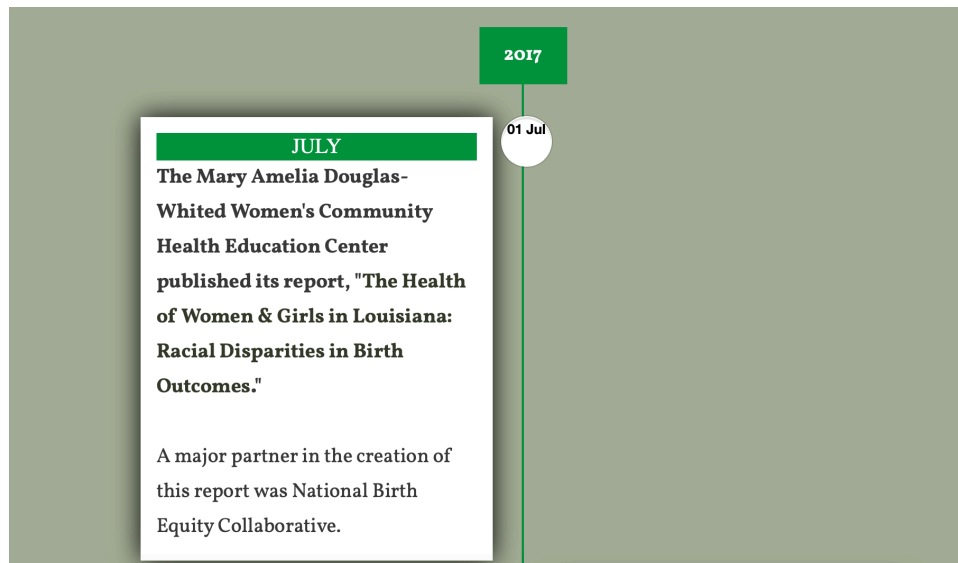 2017
01 Jul
JULY
The Mary Amelia Douglas-
Whited Women's Community
Health Education Center
published its report, "The Health
of Women & Girls in Louisiana:
Racial Disparities in Birth
Outcomes."
A major partner in the creation of
this report was National Birth
Equity Collaborative.